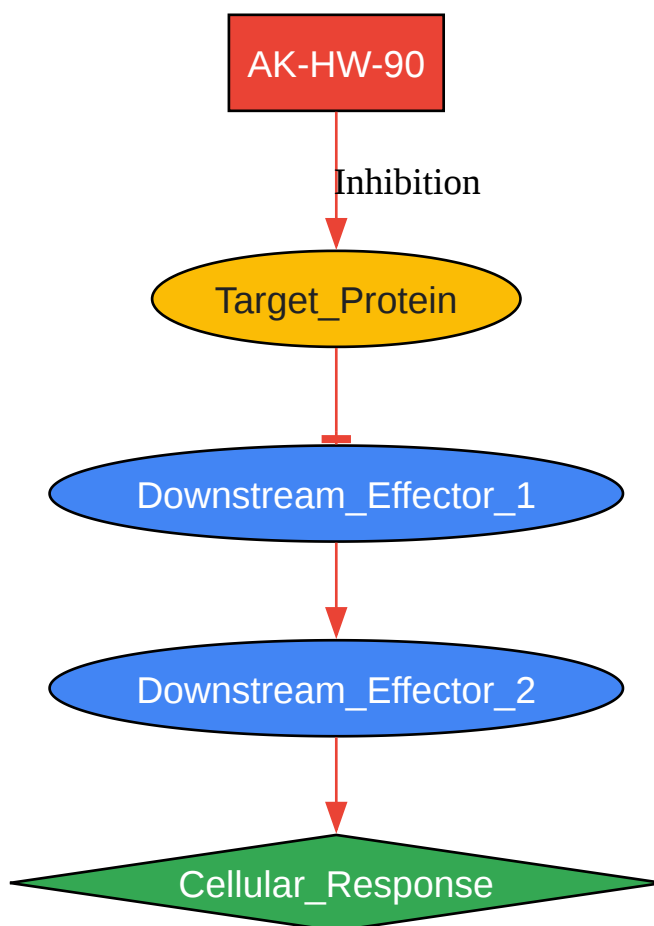 AK-HW-90
Inhibition
Target_Protein
Downstream_Effector_1
Downstream_Effector_2
Cellular_Response